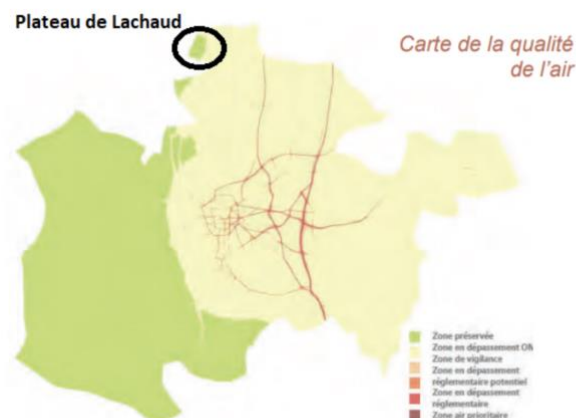 Plateau de Lachaud
Carte de la qualité
de l'air
Zone préservée
Zone en dépassement OMS
Zone de vigilance
Zone en dépassement
réglementaire potentiel
Zone en dépassement
réglementaire
Zone air prioritaire